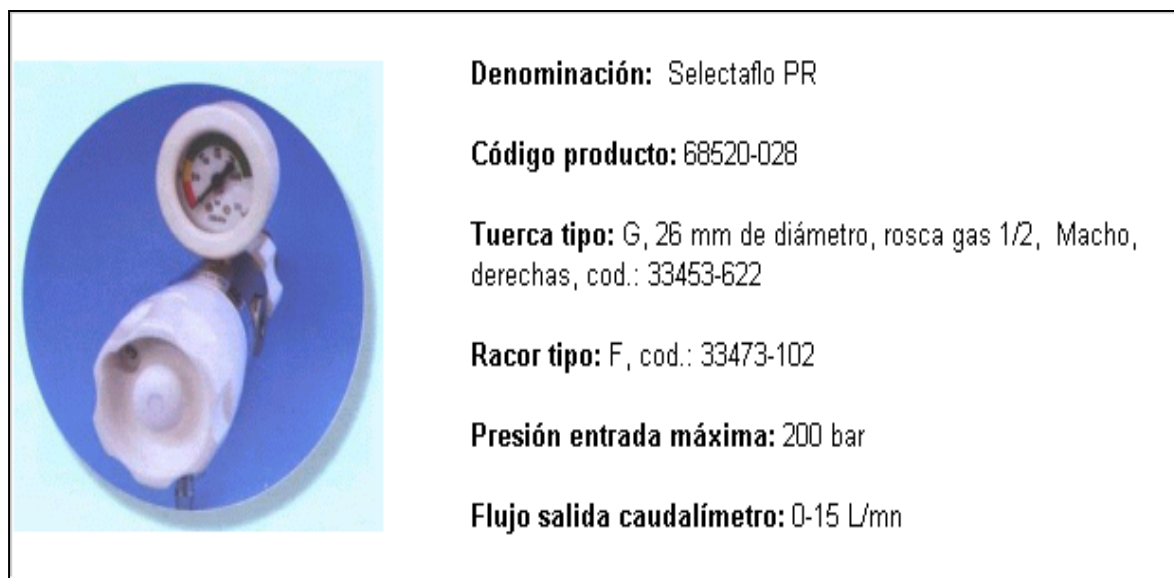 Denominación: Selectaflo PR
Código producto: 68520-028
Tuerca tipo: G, 26 mm de diámetro, rosca gas 1/2, Macho,
derechas, cod.: 33453-622
Racor tipo: F, cod.: 33473-102
Presión entrada máxima: 200 bar
Flujo salida caudalímetro: 0-15 L/mn